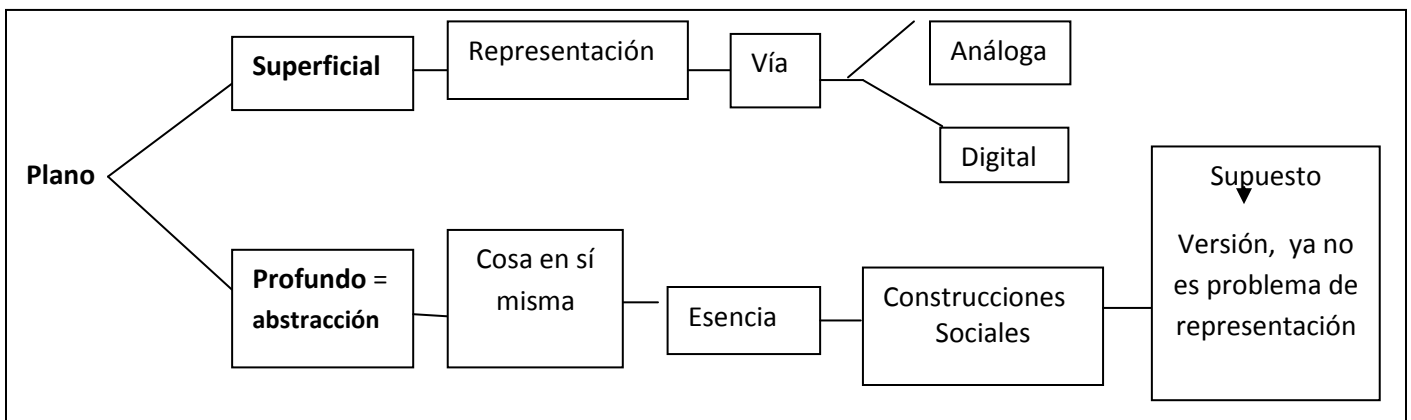 Plano
Superficial
Representación
Vía
Análoga
Digital
Profundo =
abstracción
Cosa en sí
misma
Esencia
Construcciones
Sociales
Supuesto
Versión, ya no
es problema de
representación